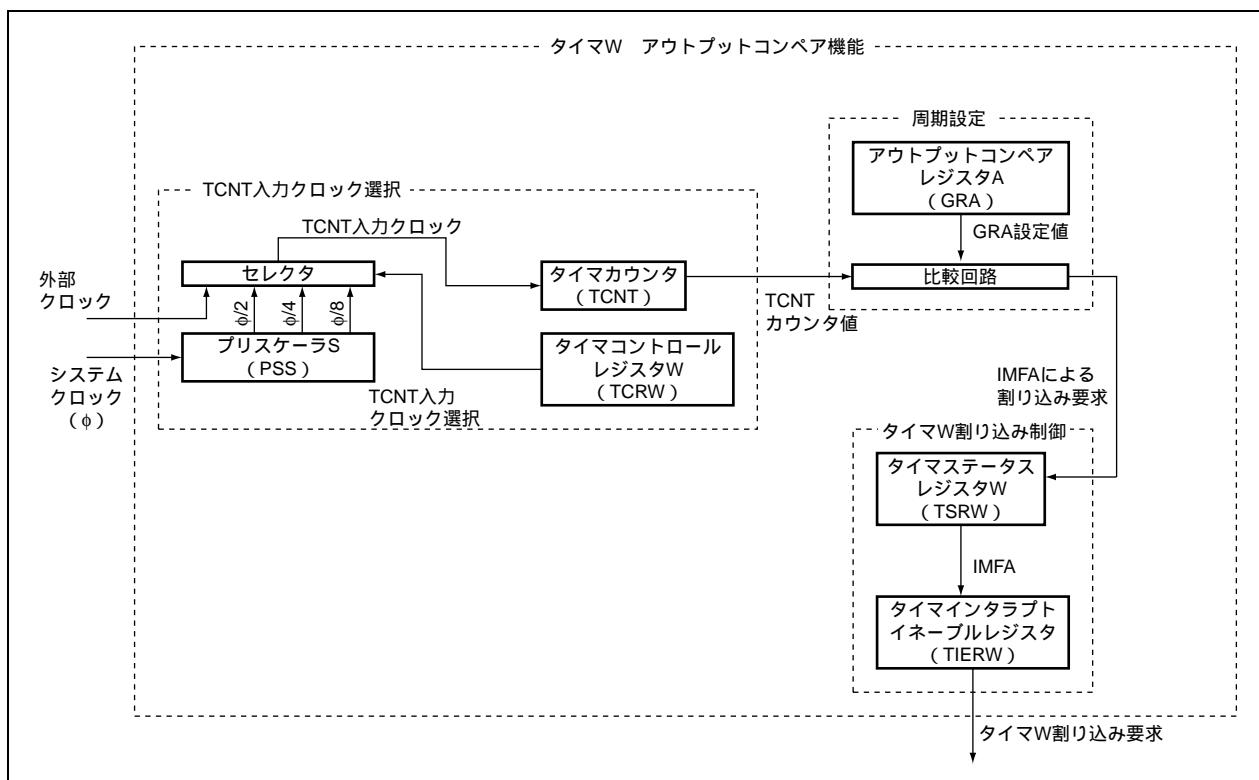 タイマW　アウトプットコンペア機能
周期設定
アウトプットコンペア
レジスタA
（GRA）
GRA設定値
比較回路
TCNT入力クロック選択
TCNT入力クロック
セレクタ
外部
クロック
φ/2
φ/4
φ/8
プリスケーラS
（PSS）
システム
クロック
（φ）
タイマカウンタ
（TCNT）
TCNT
カウンタ値
タイマコントロール
レジスタW
（TCRW）
TCNT入力
クロック選択
IMFAによる
割り込み要求
タイマW割り込み制御
タイマステータス
レジスタW
（TSRW）
IMFA
タイマインタラプト
イネーブルレジスタ
（TIERW）
タイマW割り込み要求